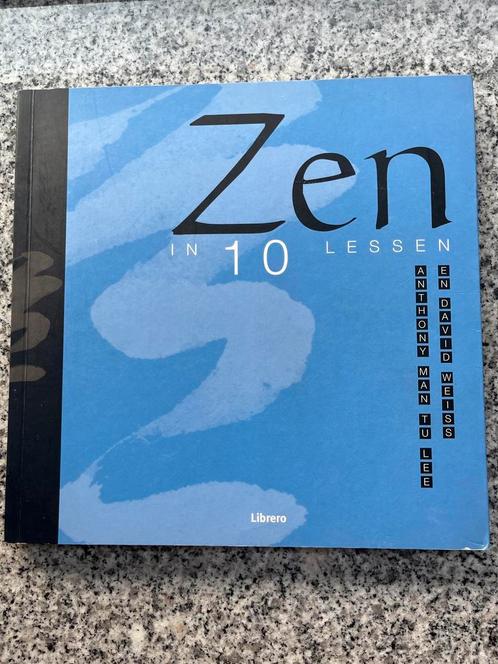 Zen
IN 10 LESSEN
ANTHONY MAN TU LEE
EN DAVID WEISS
Librero